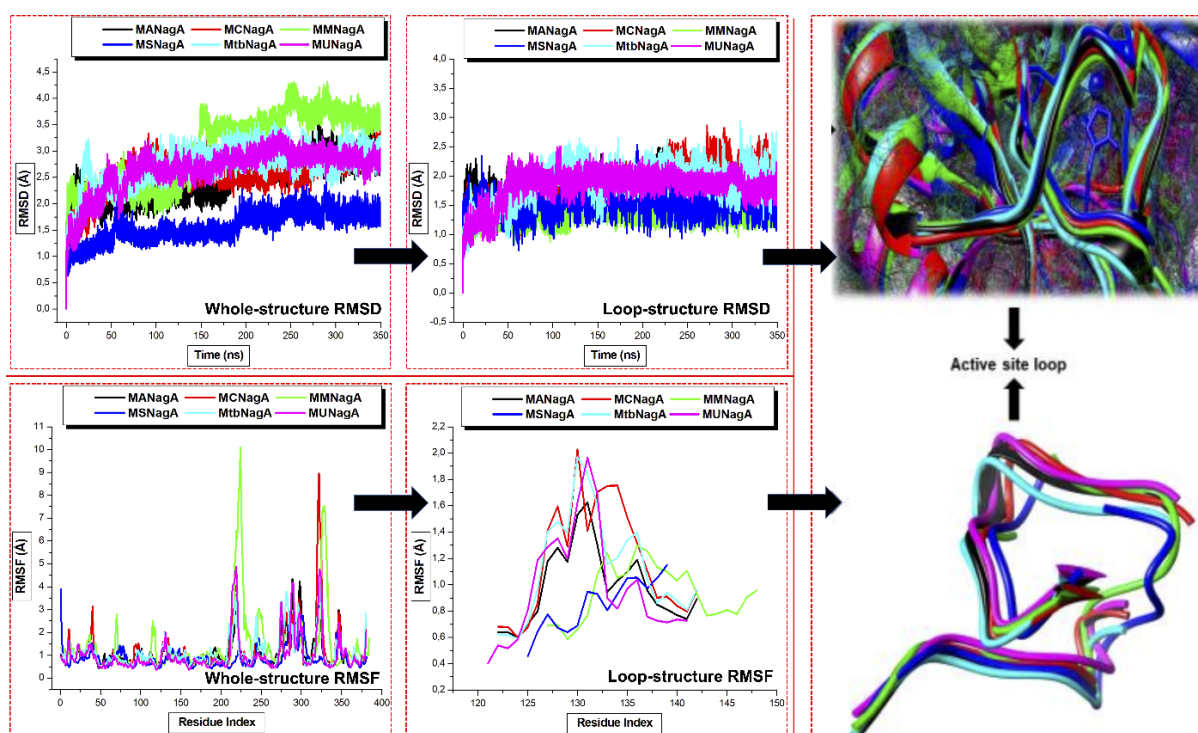 MANagA MCNagA MMNagA
MSNagA MtbNagA MUNagA
4,5
4,0
3,5
3,0
2,5
2,0
1,5
1,0
0,5
0,0
RMSD (Å)
Whole-structure RMSD
0 50 100 150 200 250 300 350
Time (ns)
MANagA MCNagA MMNagA
MSNagA MtbNagA MUNagA
4,0
3,5
3,0
2,5
2,0
1,5
1,0
0,5
0,0
-0,5
RMSD (Å)
Loop-structure RMSD
0 50 100 150 200 250 300 350
Time (ns)
Active site loop
MANagA MCNagA MMNagA
MSNagA MtbNagA MUNagA
11
10
9
8
7
6
5
4
3
2
1
0
RMSF (Å)
Whole-structure RMSF
0 50 100 150 200 250 300 350 400
Residue Index
MANagA MCNagA MMNagA
MSNagA MtbNagA MUNagA
2,2
2,0
1,8
1,6
1,4
1,2
1,0
0,8
0,6
0,4
0,2
RMSF (Å)
Loop-structure RMSF
120 125 130 135 140 145 150
Residue Index